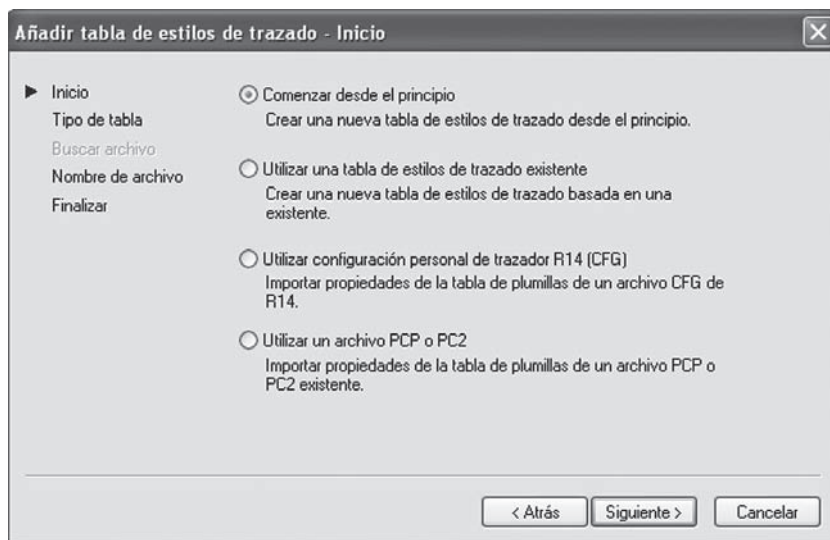 Añadir tabla de estilos de trazado - Inicio
Inicio
Tipo de tabla
Buscar archivo
Nombre de archivo
Finalizar
Comenzar desde el principio
Crear una nueva tabla de estilos de trazado desde el principio.
Utilizar una tabla de estilos de trazado existente
Crear una nueva tabla de estilos de trazado basada en una
existente.
Utilizar configuración personal de trazador R14 (CFG)
Importar propiedades de la tabla de plumillas de un archivo CFG de
R14.
Utilizar un archivo PCP o PC2
Importar propiedades de la tabla de plumillas de un archivo PCP o
PC2 existente.
< Atrás
Siguiente >
Cancelar